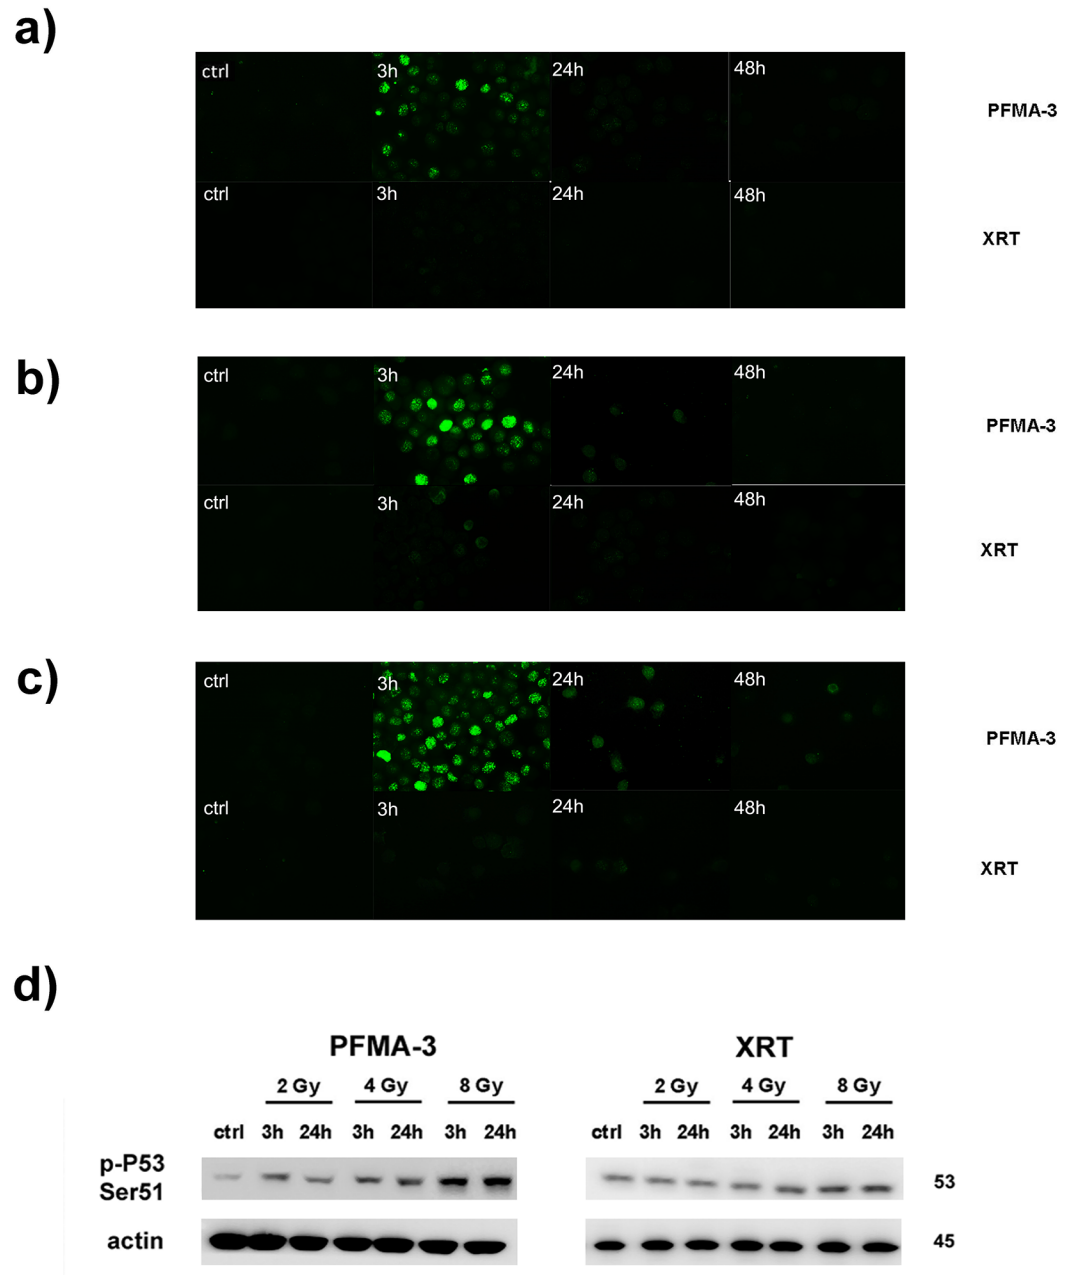 a)
ctrl 3h 24h 48h
PFMA-3
ctrl 3h 24h 48h
XRT
b)
ctrl 3h 24h 48h
PFMA-3
ctrl 3h 24h 48h
XRT
c)
ctrl 3h 24h 48h
PFMA-3
ctrl 3h 24h 48h
XRT
d)
PFMA-3 XRT
2 Gy 4 Gy 8 Gy 2 Gy 4 Gy 8 Gy
ctrl 3h 24h 3h 24h 3h 24h ctrl 3h 24h 3h 24h 3h 24h
p-P53
Ser51 53
actin 45